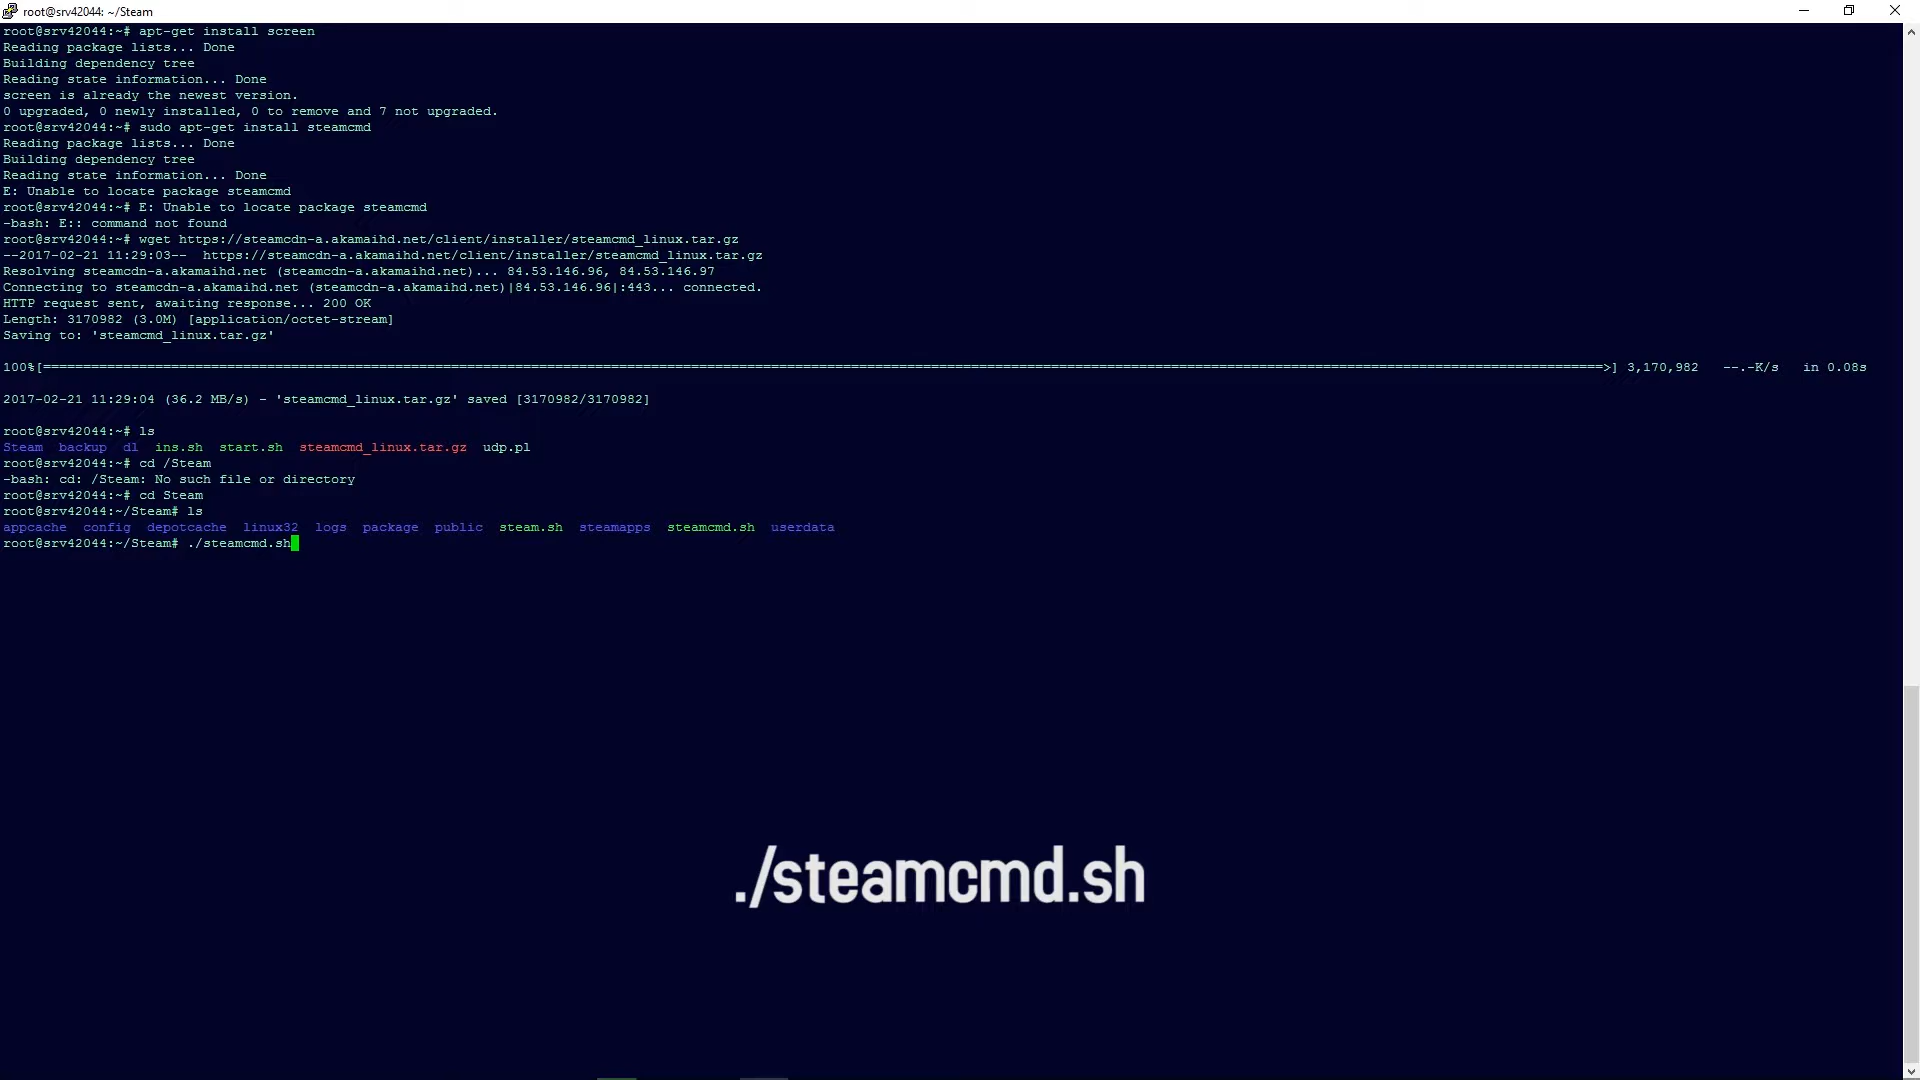 root@srv42044: ~/Steam
root@srv42044:~# apt-get install screen
Reading package lists... Done
Building dependency tree
Reading state information... Done
screen is already the newest version.
0 upgraded, 0 newly installed, 0 to remove and 7 not upgraded.
root@srv42044:~# sudo apt-get install steamcmd
Reading package lists... Done
Building dependency tree
Reading state information... Done
E: Unable to locate package steamcmd
root@srv42044:~# E: Unable to locate package steamcmd
-bash: E:: command not found
root@srv42044:~# wget https://steamcdn-a.akamaihd.net/client/installer/steamcmd_linux.tar.gz
--2017-02-21 11:29:03--  https://steamcdn-a.akamaihd.net/client/installer/steamcmd_linux.tar.gz
Resolving steamcdn-a.akamaihd.net (steamcdn-a.akamaihd.net)... 84.53.146.96, 84.53.146.97
Connecting to steamcdn-a.akamaihd.net (steamcdn-a.akamaihd.net)|84.53.146.96|:443... connected.
HTTP request sent, awaiting response... 200 OK
Length: 3170982 (3.0M) [application/octet-stream]
Saving to: 'steamcmd_linux.tar.gz'
100%[======================================================================>] 3,170,982   --.-K/s   in 0.08s
2017-02-21 11:29:04 (36.2 MB/s) - 'steamcmd_linux.tar.gz' saved [3170982/3170982]
root@srv42044:~# ls
Steam  backup  dl  ins.sh  start.sh  steamcmd_linux.tar.gz  udp.pl
root@srv42044:~# cd /Steam
-bash: cd: /Steam: No such file or directory
root@srv42044:~# cd Steam
root@srv42044:~/Steam# ls
appcache  config  depotcache  linux32  logs  package  public  steam.sh  steamapps  steamcmd.sh  userdata
root@srv42044:~/Steam# ./steamcmd.sh
./steamcmd.sh